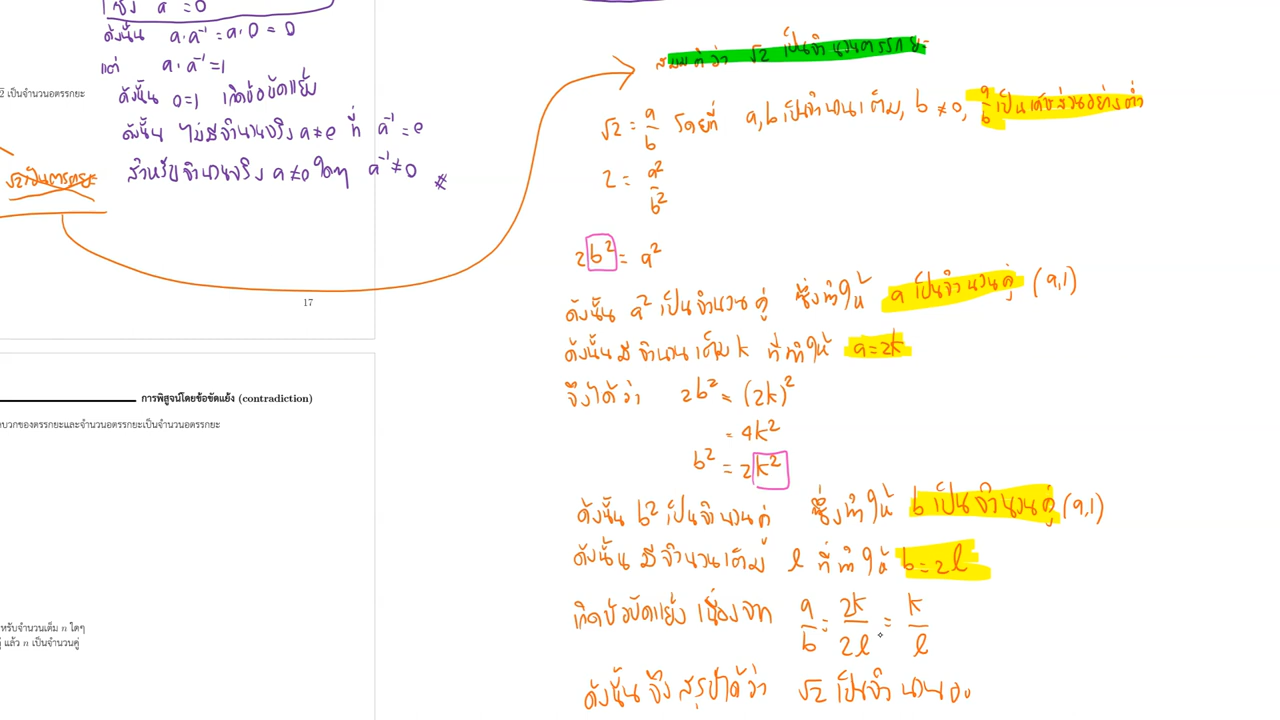 ซึ่ง a⁻¹ = 0
ดังนั้น a·a⁻¹ = a·0 = 0
แต่ a·a⁻¹ = 1
ดังนั้น 0=1 เกิดข้อขัดแย้ง
ดังนั้น ไม่มีจำนวนจริง a≠0 ที่ a⁻¹ = 0
สำหรับจำนวนจริง a≠0 ใดๆ a⁻¹ ≠ 0 #
2 เป็นจำนวนอตรรกยะ
√2 เป็นตรรกยะ
17
การพิสูจน์โดยข้อขัดแย้ง (contradiction)
บวกของตรรกยะและจำนวนอตรรกยะเป็นจำนวนอตรรกยะ
หรับจำนวนเต็ม n ใดๆ
แล้ว n เป็นจำนวนคู่
สมมติว่า √2 เป็นจำนวนตรรกยะ
√2 = a/b โดยที่ a, b เป็นจำนวนเต็ม, b ≠ 0, a/b เป็นเศษส่วนอย่างต่ำ
2 = a²/b²
2b² = a²
ดังนั้น a² เป็นจำนวนคู่ ซึ่งทำให้ a เป็นจำนวนคู่ (9,1)
ดังนั้นมีจำนวนเต็ม k ที่ทำให้ a=2k
จึงได้ว่า 2b² = (2k)²
= 4k²
b² = 2k²
ดังนั้น b² เป็นจำนวนคู่ ซึ่งทำให้ b เป็นจำนวนคู่ (9,1)
ดังนั้น มีจำนวนเต็ม l ที่ทำให้ b=2l
เกิดข้อขัดแย้ง เนื่องจาก a/b = 2k/2l = k/l
ดังนั้น จึงสรุปได้ว่า √2 เป็นจำนวนอ